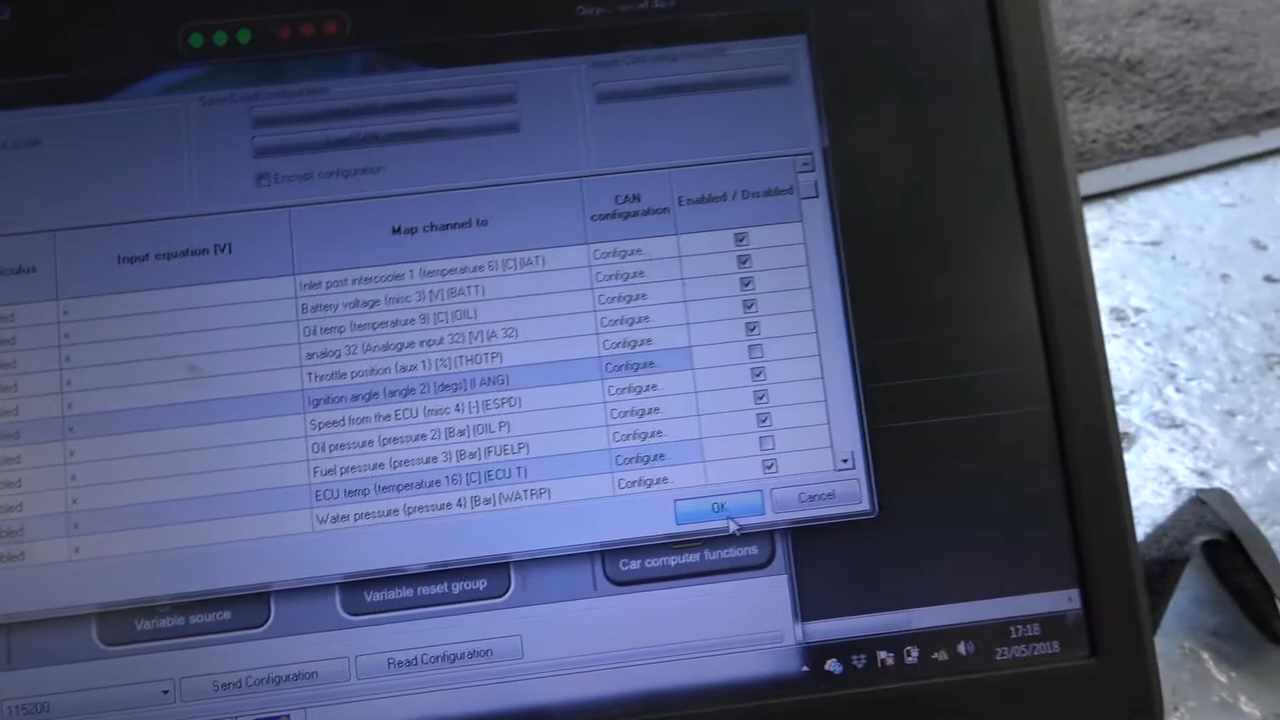 Save/Load configuration
Encrypt configuration
Input equation [V]
Map channel to
CAN configuration
Enabled / Disabled
Inlet post intercooler 1 (temperature 6) [C] (IAT) Configure..
x Battery voltage (misc 3) [V] (BATT) Configure..
x Oil temp (temperature 9) [C] (OIL) Configure..
x analog 32 (Analogue input 32) [V] (A 32) Configure..
x Throttle position (aux 1) [%] (THOTP) Configure..
x Ignition angle (angle 2) [degs] (I ANG) Configure..
x Speed from the ECU (misc 4) [-] (ESPD) Configure..
x Oil pressure (pressure 2) [Bar] (OIL P) Configure..
x Fuel pressure (pressure 3) [Bar] (FUELP) Configure..
x ECU temp (temperature 16) [C] (ECU T) Configure..
x Water pressure (pressure 4) [Bar] (WATRP) Configure..
OK Cancel
Variable source Variable reset group Car computer functions
115200 Send Configuration Read Configuration
17:18
23/05/2018